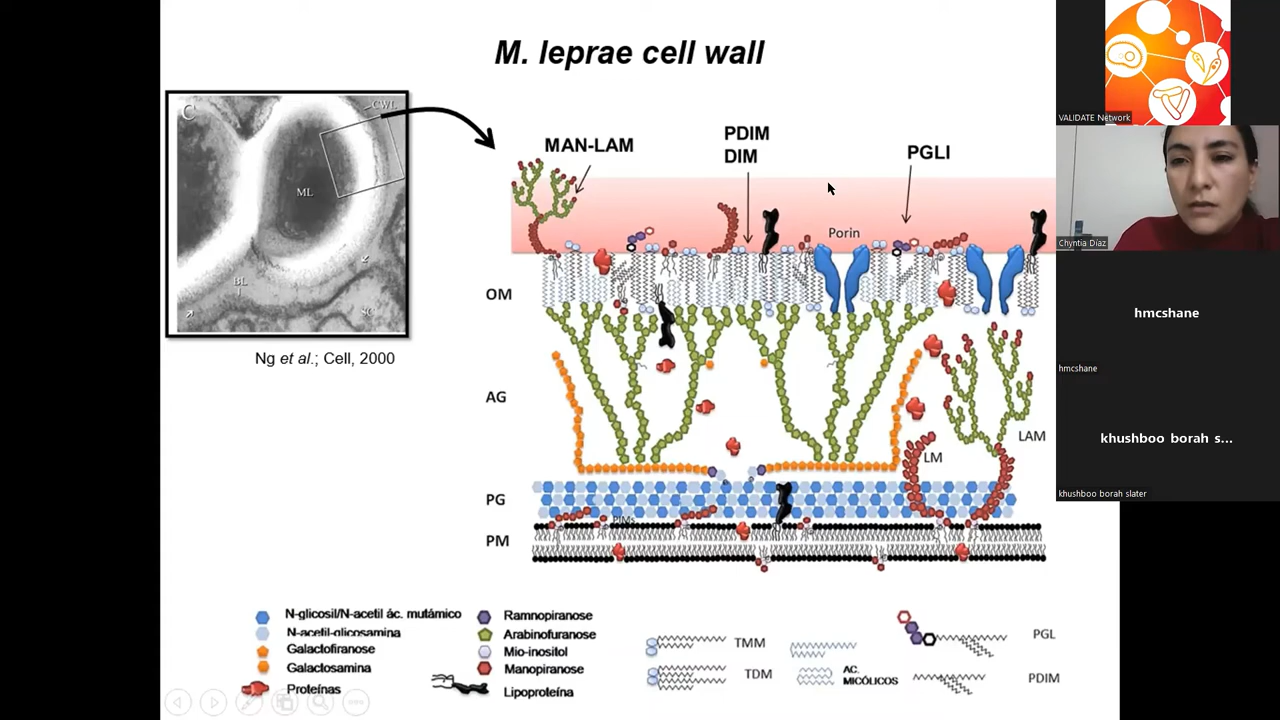 M. leprae cell wall
C
CWL
ML
BL
SC
Ng et al.; Cell, 2000
MAN-LAM
PDIM
DIM
PGLI
Porin
OM
AG
LAM
LM
PG
PIMs
PM
N-glicosil/N-acetil ác. mutámico
N-acetil-glicosamina
Galactofiranose
Galactosamina
Proteínas
Ramnopiranose
Arabinofuranose
Mio-inositol
Manopiranose
Lipoproteína
TMM
TDM
AC.
MICÓLICOS
PGL
PDIM
VALIDATE Network
Chyntia Díaz
hmcshane
hmcshane
khushboo borah s...
khushboo borah slater